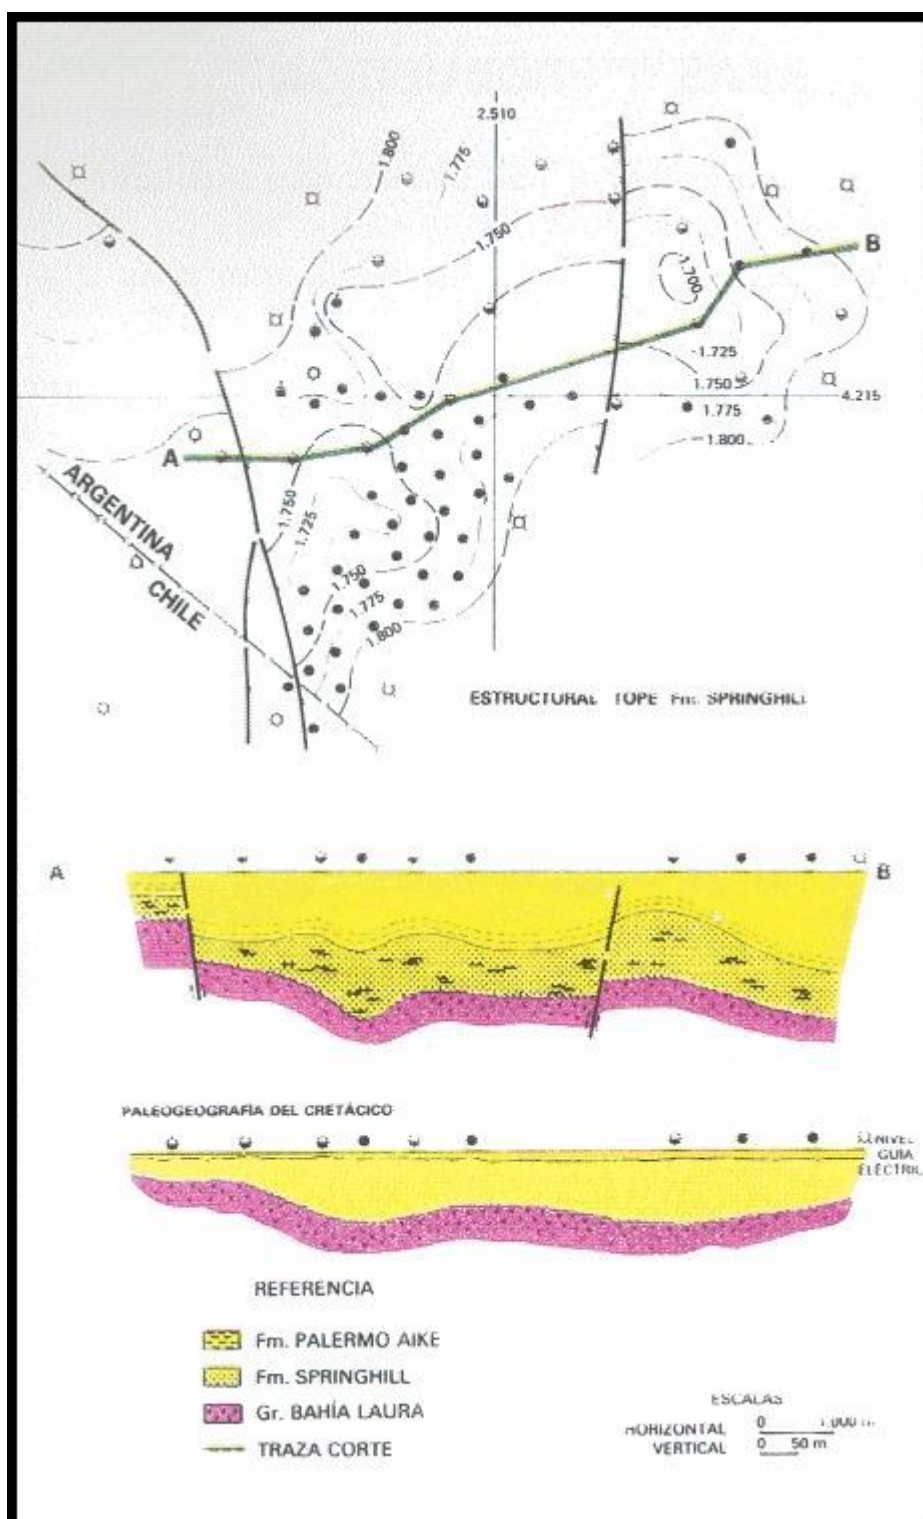 2.510
1.800
1.775
1.750
B
1.700
1.725
1.750
1.775
1.800
4.215
A
ARGENTINA
CHILE
1.750
1.725
1.750
1.775
1.800
ESTRUCTURAL TOPE Fm. SPRINGHILL
A
B
PALEOGEOGRAFÍA DEL CRETÁCICO
NIVEL
GUÍA
REFERENCIA
Fm. PALERMO AIKE
Fm. SPRINGHILL
Gr. BAHÍA LAURA
TRAZA CORTE
ESCALAS
HORIZONTAL 0 1.000 m
VERTICAL 0 50 m